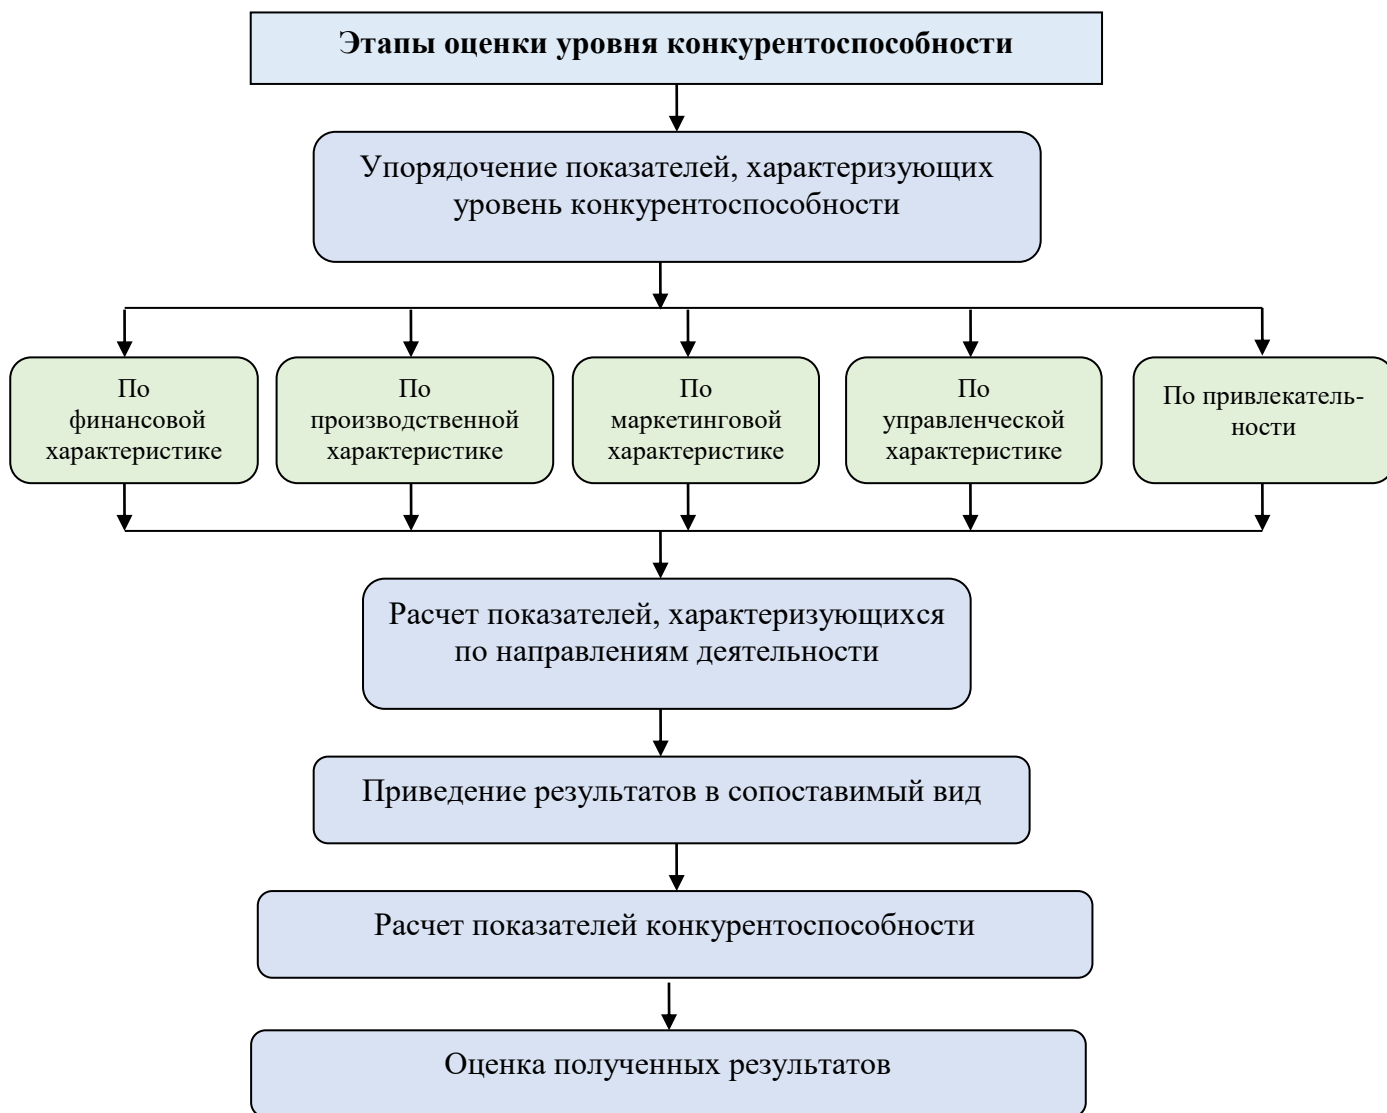 Этапы оценки уровня конкурентоспособности
Упорядочение показателей, характеризующих
уровень конкурентоспособности
По
финансовой
характеристике
По
производственной
характеристике
По
маркетинговой
характеристике
По
управленческой
характеристике
По привлекатель-
ности
Расчет показателей, характеризующихся
по направлениям деятельности
Приведение результатов в сопоставимый вид
Расчет показателей конкурентоспособности
Оценка полученных результатов